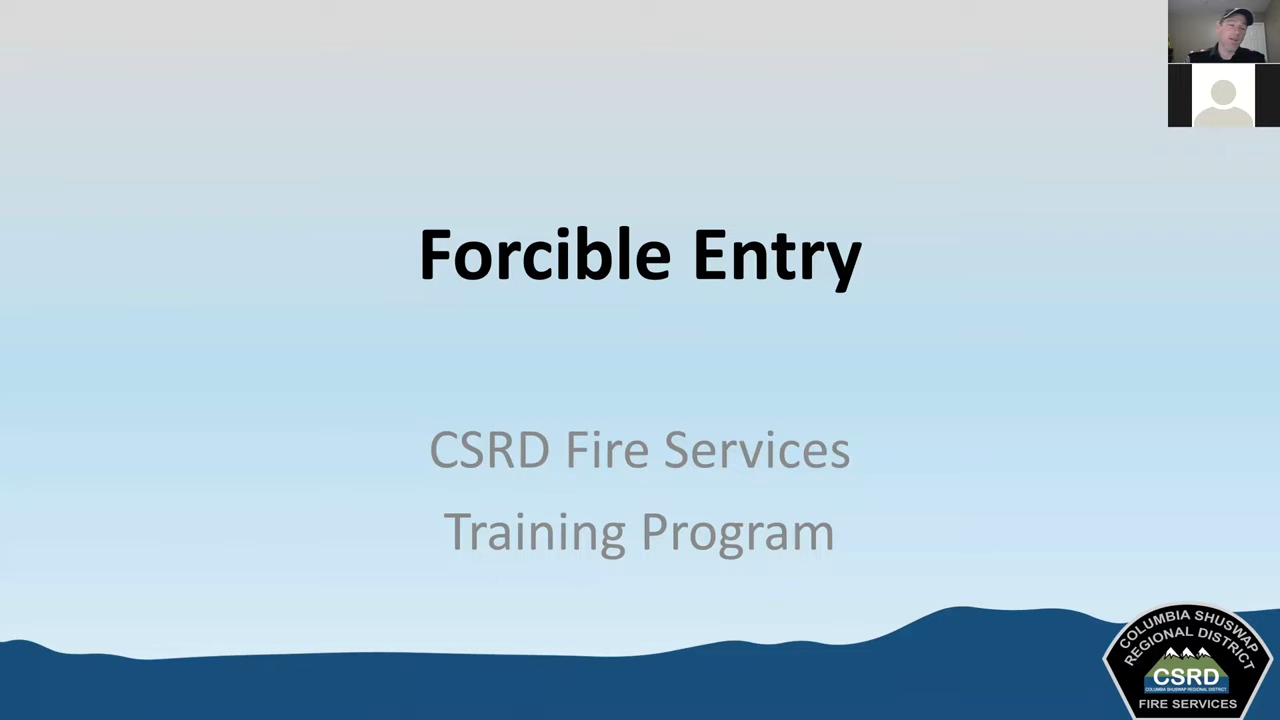 Forcible Entry
CSRD Fire Services
Training Program
COLUMBIA SHUSWAP
REGIONAL DISTRICT
CSRD
COLUMBIA SHUSWAP REGIONAL DISTRICT
FIRE SERVICES